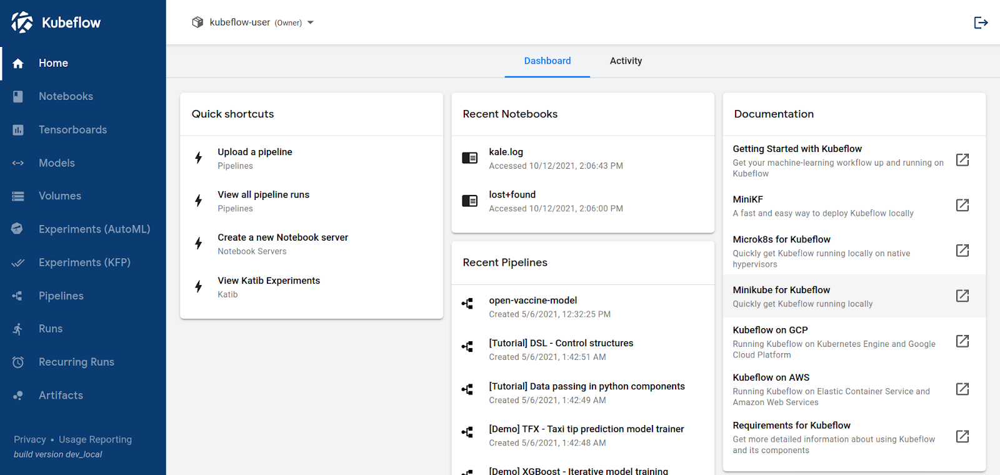 Kubeflow
kubeflow-user (Owner)
Home
Notebooks
Tensorboards
Models
Volumes
Experiments (AutoML)
Experiments (KFP)
Pipelines
Runs
Recurring Runs
Artifacts
Privacy • Usage Reporting
build version dev_local
Dashboard
Activity
Quick shortcuts
Upload a pipeline
Pipelines
View all pipeline runs
Pipelines
Create a new Notebook server
Notebook Servers
View Katib Experiments
Katib
Recent Notebooks
kale.log
Accessed 10/12/2021, 2:06:43 PM
lost+found
Accessed 10/12/2021, 2:06:00 PM
Recent Pipelines
open-vaccine-model
Created 5/6/2021, 12:32:25 PM
[Tutorial] DSL - Control structures
Created 5/6/2021, 1:42:51 AM
[Tutorial] Data passing in python components
Created 5/6/2021, 1:42:49 AM
[Demo] TFX - Taxi tip prediction model trainer
Created 5/6/2021, 1:42:48 AM
[Demo] XGBoost - Iterative model training
Documentation
Getting Started with Kubeflow
Get your machine-learning workflow up and running on
Kubeflow
MiniKF
A fast and easy way to deploy Kubeflow locally
Microk8s for Kubeflow
Quickly get Kubeflow running locally on native
hypervisors
Minikube for Kubeflow
Quickly get Kubeflow running locally
Kubeflow on GCP
Running Kubeflow on Kubernetes Engine and Google
Cloud Platform
Kubeflow on AWS
Running Kubeflow on Elastic Container Service and
Amazon Web Services
Requirements for Kubeflow
Get more detailed information about using Kubeflow
and its components